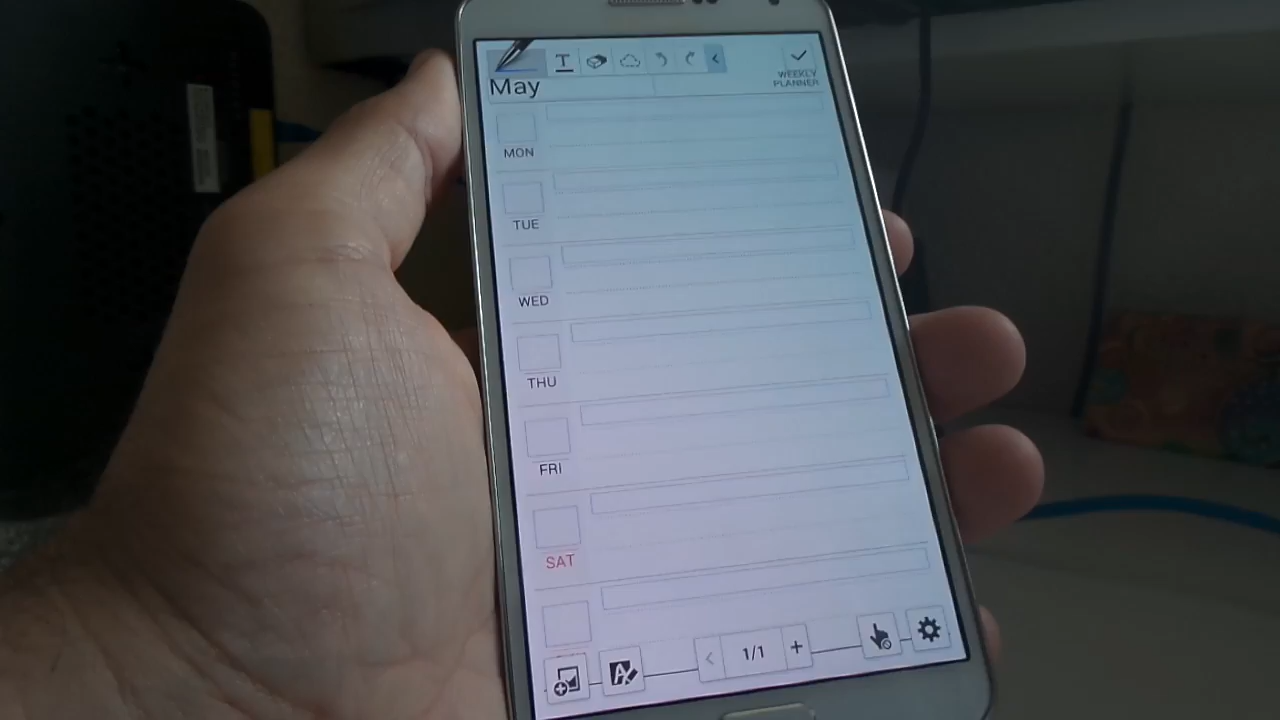 T
WEEKLY
PLANNER
May
MON
TUE
WED
THU
FRI
SAT
A
1/1